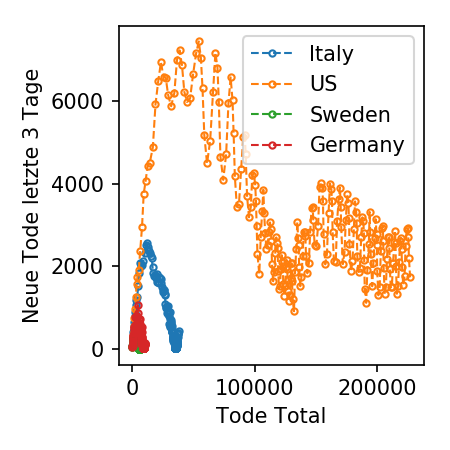 Italy
US
Sweden
Germany
Neue Tode letzte 3 Tage
6000
4000
2000
0
0 100000 200000
Tode Total